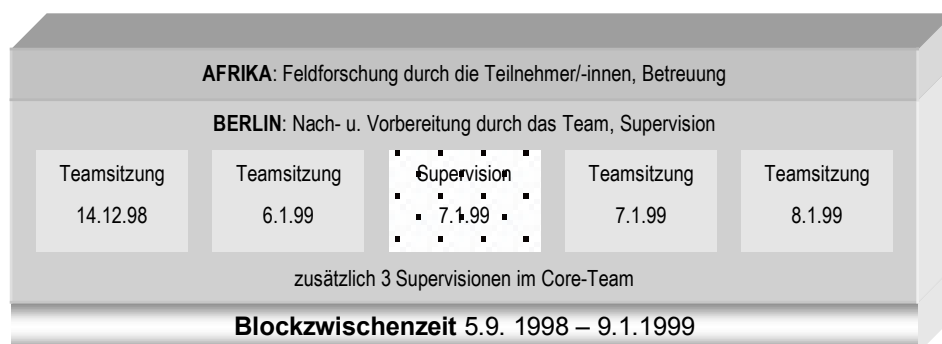 AFRIKA: Feldforschung durch die Teilnehmer/-innen, Betreuung
BERLIN: Nach- u. Vorbereitung durch das Team, Supervision
Teamsitzung
14.12.98
Teamsitzung
6.1.99
Supervision
7.1.99
Teamsitzung
7.1.99
Teamsitzung
8.1.99
zusätzlich 3 Supervisionen im Core-Team
Blockzwischenzeit 5.9. 1998 – 9.1.1999